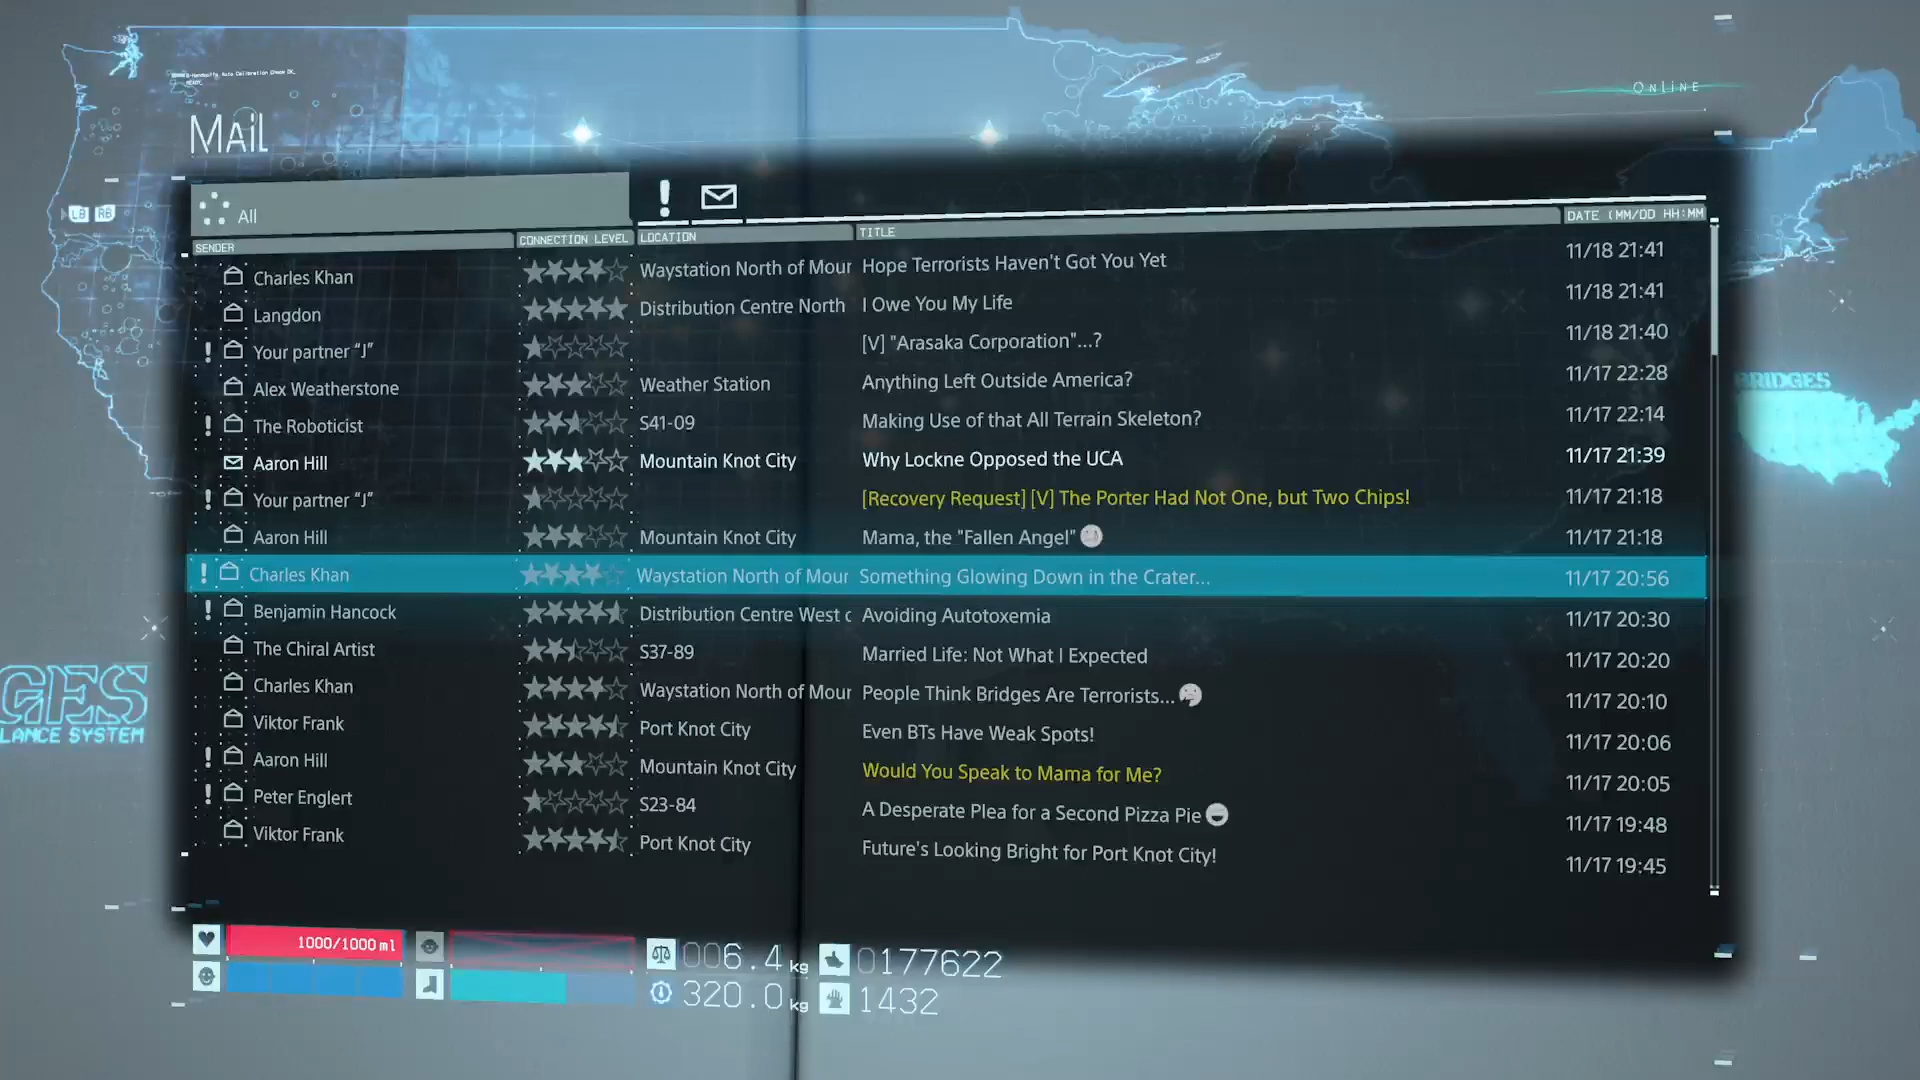 MAiL
OnLiNE
LB RB
All
SENDER CONNECTION LEVEL LOCATION TITLE DATE (MM/DD HH:MM
Charles Khan Waystation North of Mour Hope Terrorists Haven't Got You Yet 11/18 21:41
Langdon Distribution Centre North I Owe You My Life 11/18 21:41
! Your partner “J” [V] "Arasaka Corporation"...? 11/18 21:40
Alex Weatherstone Weather Station Anything Left Outside America? 11/17 22:28
! The Roboticist S41-09 Making Use of that All Terrain Skeleton? 11/17 22:14
Aaron Hill Mountain Knot City Why Lockne Opposed the UCA 11/17 21:39
! Your partner “J” [Recovery Request] [V] The Porter Had Not One, but Two Chips! 11/17 21:18
Aaron Hill Mountain Knot City Mama, the "Fallen Angel" 11/17 21:18
! Charles Khan Waystation North of Mour Something Glowing Down in the Crater... 11/17 20:56
! Benjamin Hancock Distribution Centre West c Avoiding Autotoxemia 11/17 20:30
The Chiral Artist S37-89 Married Life: Not What I Expected 11/17 20:20
Charles Khan Waystation North of Mour People Think Bridges Are Terrorists... 11/17 20:10
Viktor Frank Port Knot City Even BTs Have Weak Spots! 11/17 20:06
! Aaron Hill Mountain Knot City Would You Speak to Mama for Me? 11/17 20:05
! Peter Englert S23-84 A Desperate Plea for a Second Pizza Pie 11/17 19:48
Viktor Frank Port Knot City Future's Looking Bright for Port Knot City! 11/17 19:45
BRIDGES
GES
LANCE SYSTEM
1000/1000 ml
006.4 kg 0177622
320.0 kg 1432